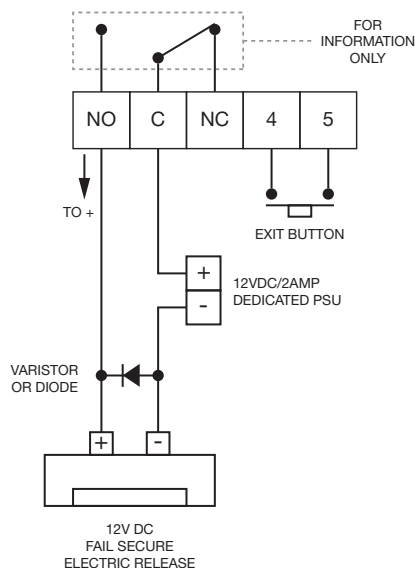 FOR
INFORMATION
ONLY
NO C NC 4 5
TO +
EXIT BUTTON
+
-
12VDC/2AMP
DEDICATED PSU
VARISTOR
OR DIODE
+ -
12V DC
FAIL SECURE
ELECTRIC RELEASE